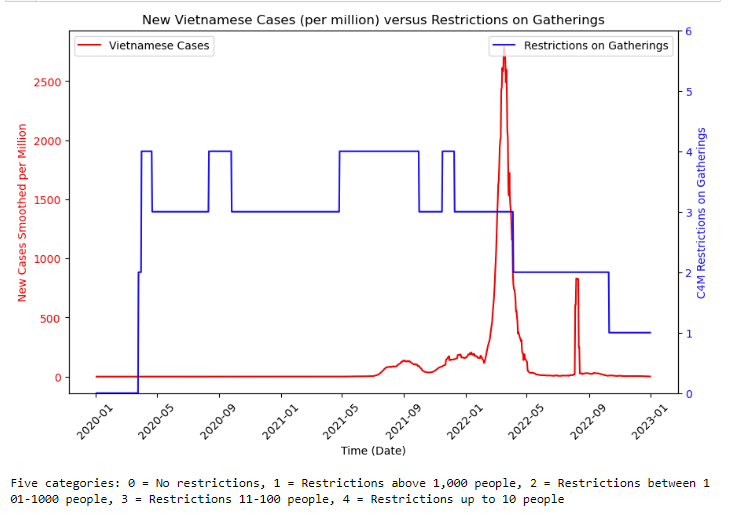 New Vietnamese Cases (per million) versus Restrictions on Gatherings
Vietnamese Cases
Restrictions on Gatherings
New Cases Smoothed per Million
2500
2000
1500
1000
500
0
C4M Restrictions on Gatherings
6
5
4
3
2
1
0
2020-01
2020-05
2020-09
2021-01
2021-05
2021-09
2022-01
2022-05
2022-09
2023-01
Time (Date)
Five categories: 0 = No restrictions, 1 = Restrictions above 1,000 people, 2 = Restrictions between 1
01-1000 people, 3 = Restrictions 11-100 people, 4 = Restrictions up to 10 people